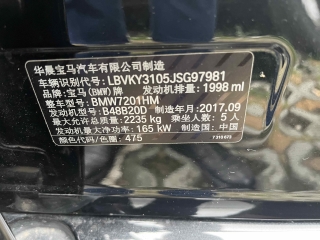 华晨宝马汽车有限公司制造
车辆识别代号: LBVKY3105JSG97981
品牌: 宝马(BMW)牌 发动机排量: 1998 ml
整车型号: BMW7201HM
发动机型号: B48B20D 制造年月: 2017.09
最大允许总质量: 2235 kg 乘坐人数: 5 人
发动机最大净功率: 165 kW 制造国: 中国
颜色代码/色圈: 475